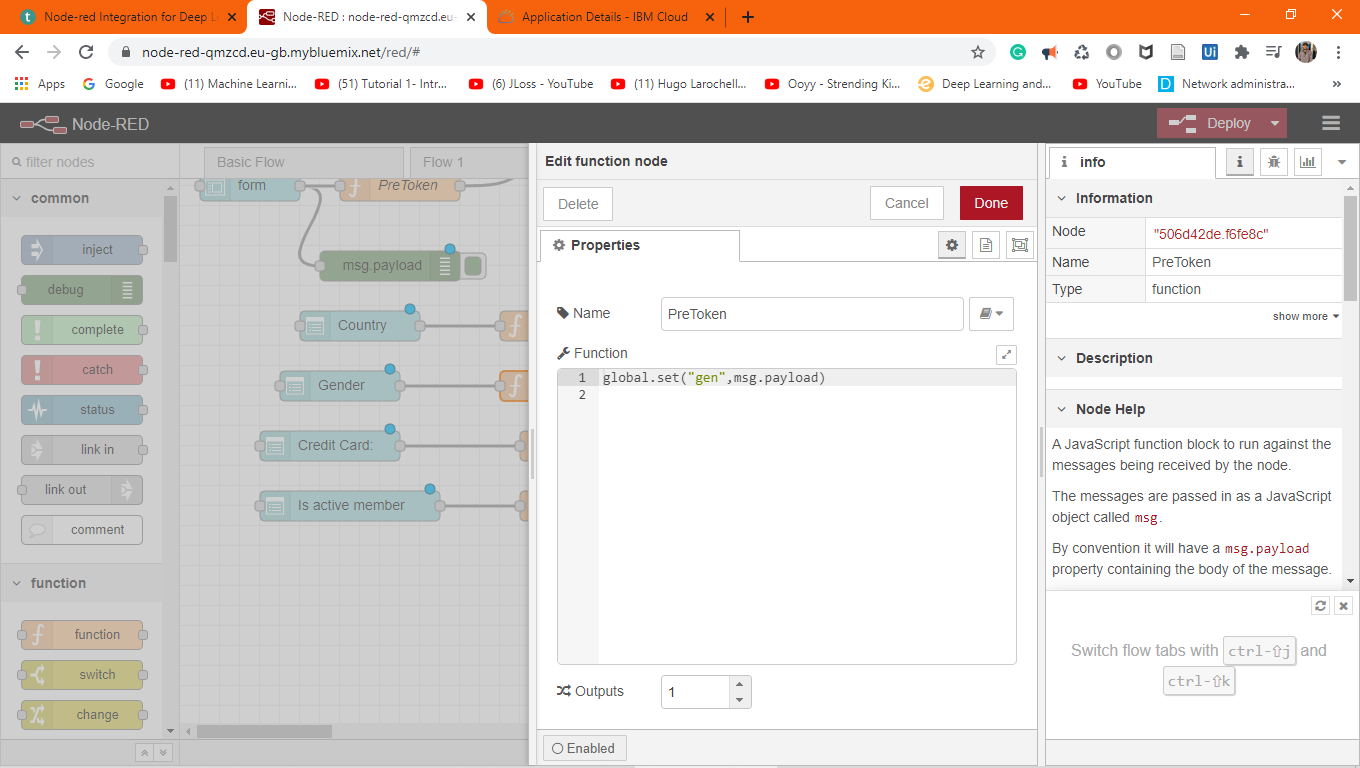 Node-red Integration for Deep L
Node-RED : node-red-qmzcd.eu-
Application Details - IBM Cloud
node-red-qmzcd.eu-gb.mybluemix.net/red/#
Apps
Google
(11) Machine Learni...
(51) Tutorial 1- Intr...
(6) JLoss - YouTube
(11) Hugo Larochell...
Ooyy - Strending Ki...
Deep Learning and...
YouTube
Network administra...
Node-RED
Deploy
filter nodes
common
inject
debug
complete
catch
status
link in
link out
comment
function
function
switch
change
Basic Flow
Flow 1
form
PreToken
msg.payload
Country
Gender
Credit Card:
Is active member
Edit function node
Delete
Cancel
Done
Properties
Name
PreToken
Function
1 global.set("gen",msg.payload)
2
Outputs
1
Enabled
info
Information
Node "506d42de.f6fe8c"
Name PreToken
Type function
show more
Description
Node Help
A JavaScript function block to run against the
messages being received by the node.
The messages are passed in as a JavaScript
object called msg.
By convention it will have a msg.payload
property containing the body of the message.
Switch flow tabs with ctrl-⇧j and
ctrl-⇧k